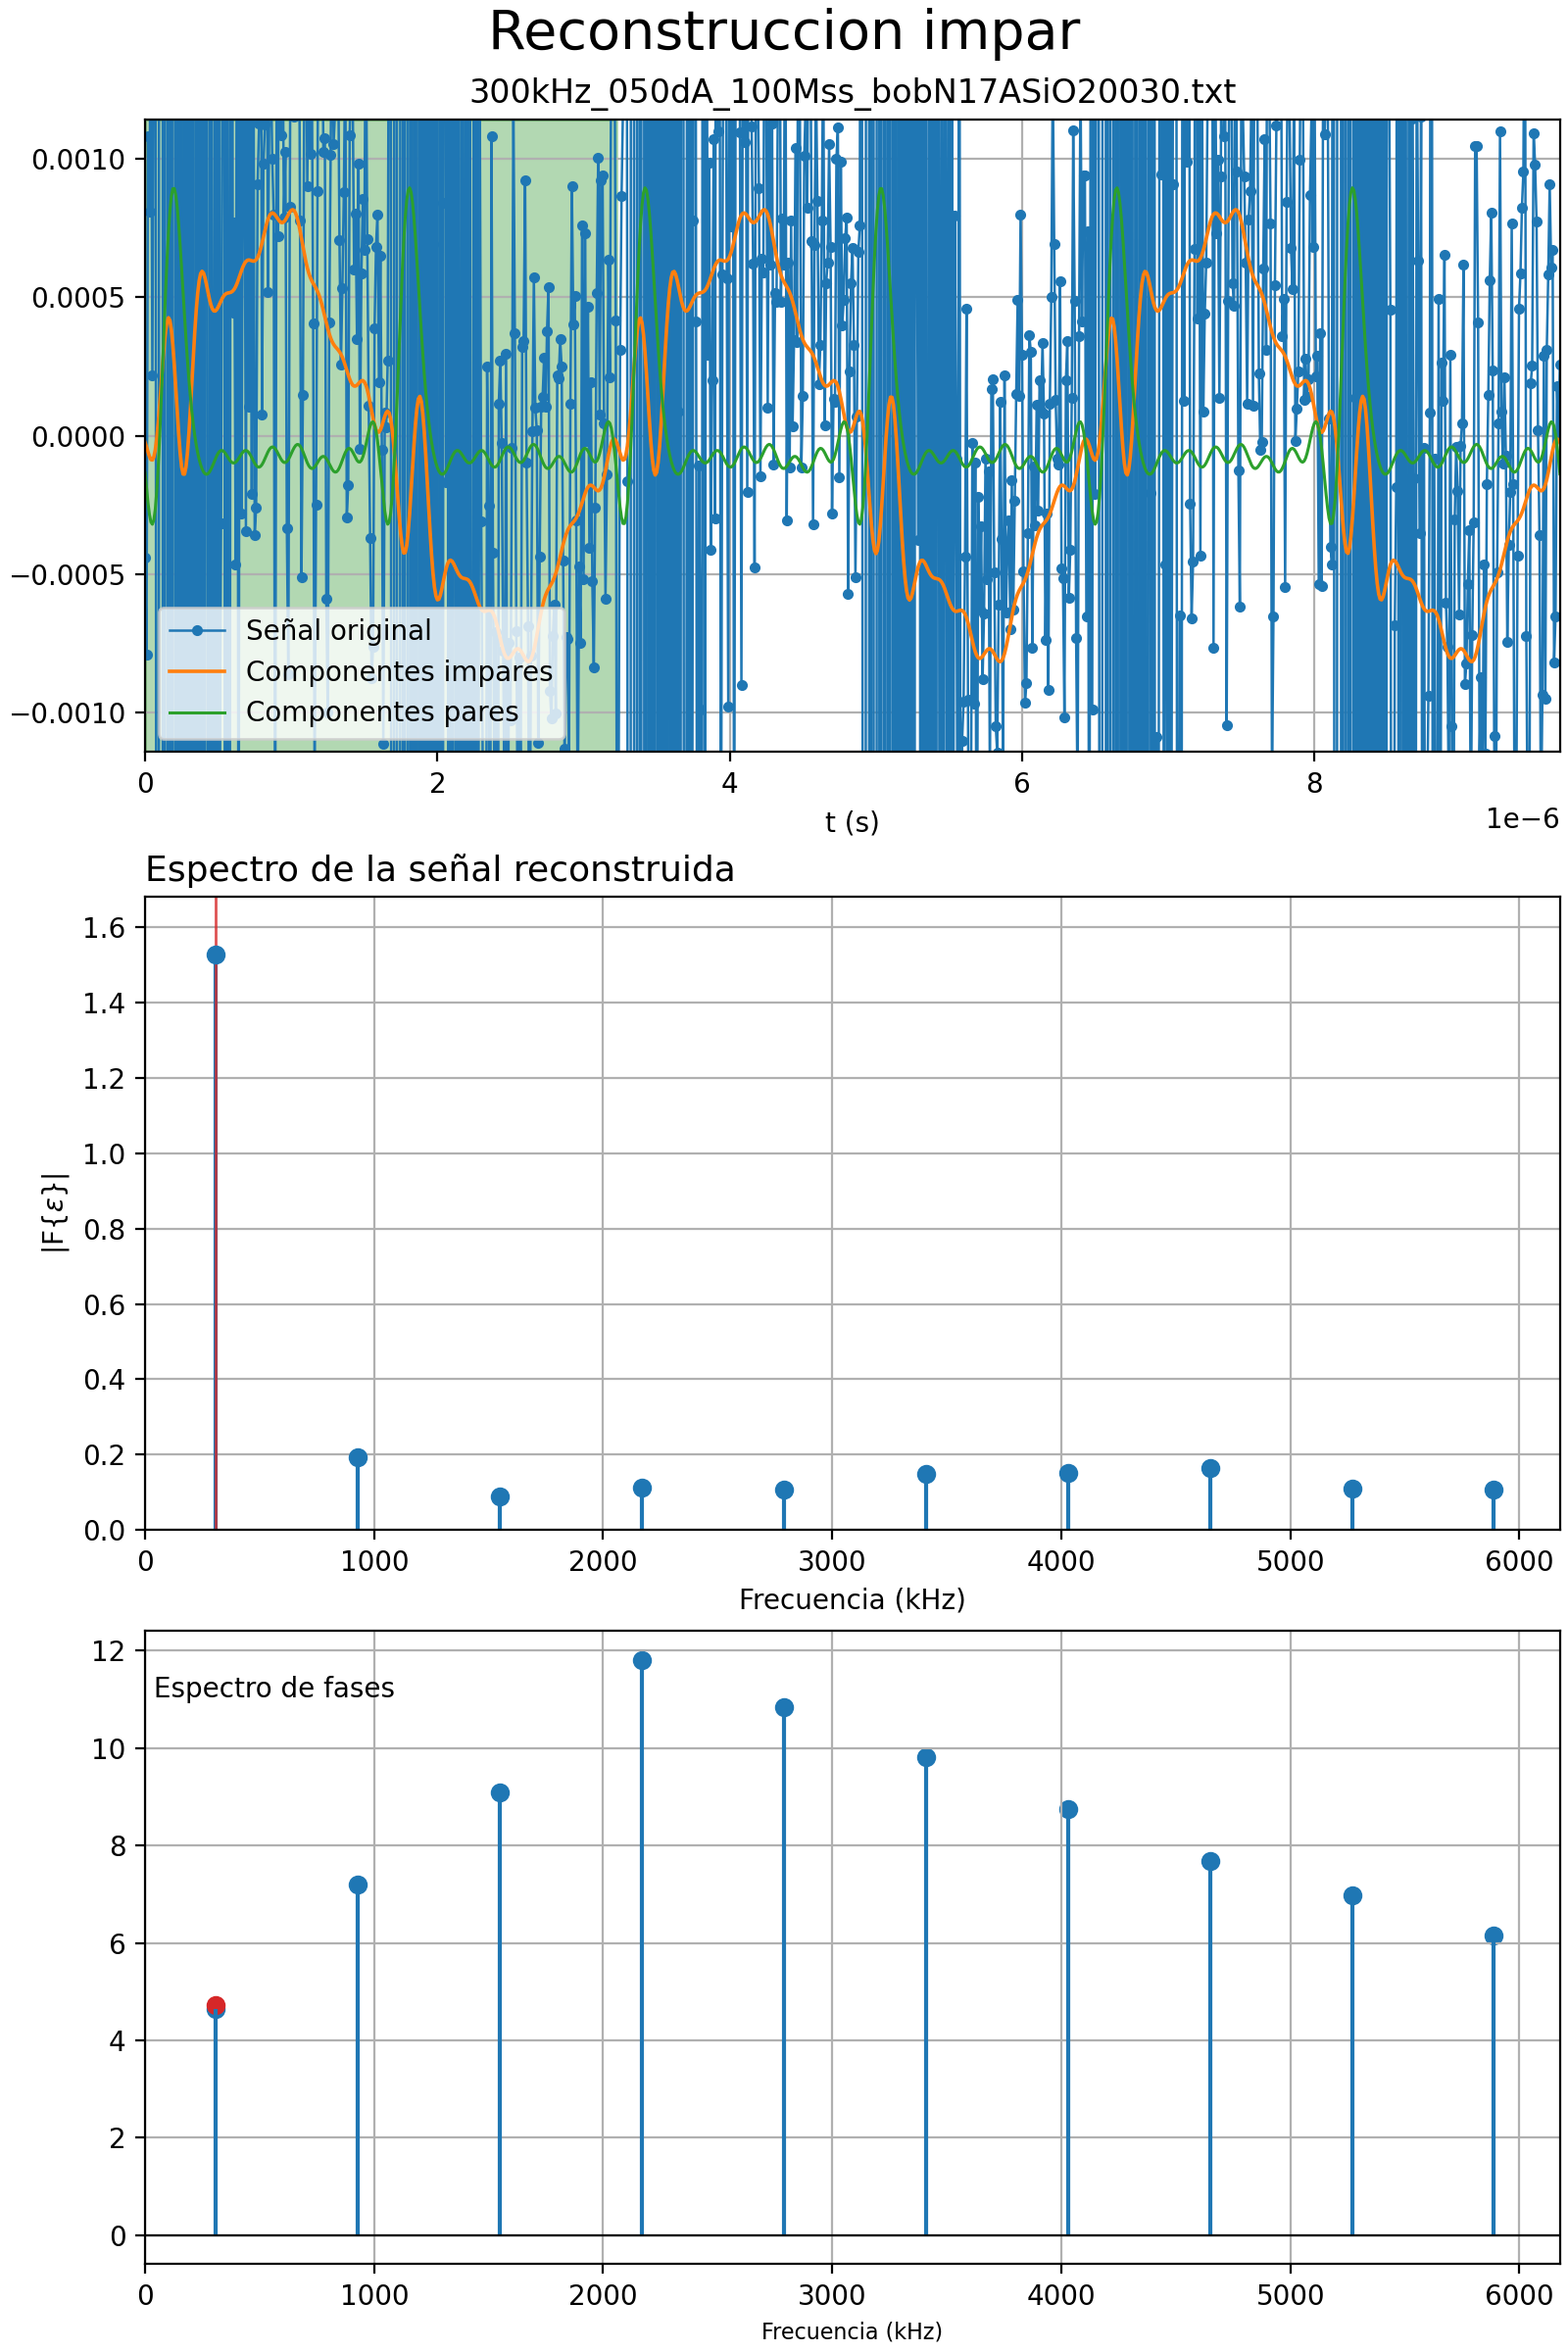 Reconstruccion impar
300kHz_050dA_100Mss_bobN17ASiO20030.txt
0.0010
0.0005
0.0000
−0.0005
−0.0010
Señal original
Componentes impares
Componentes pares
0 2 4 6 8
1e−6
t (s)
Espectro de la señal reconstruida
1.6
1.4
1.2
1.0
0.8
0.6
0.4
0.2
0.0
|F{ε}|
0 1000 2000 3000 4000 5000 6000
Frecuencia (kHz)
12
Espectro de fases
10
8
6
4
2
0
0 1000 2000 3000 4000 5000 6000
Frecuencia (kHz)